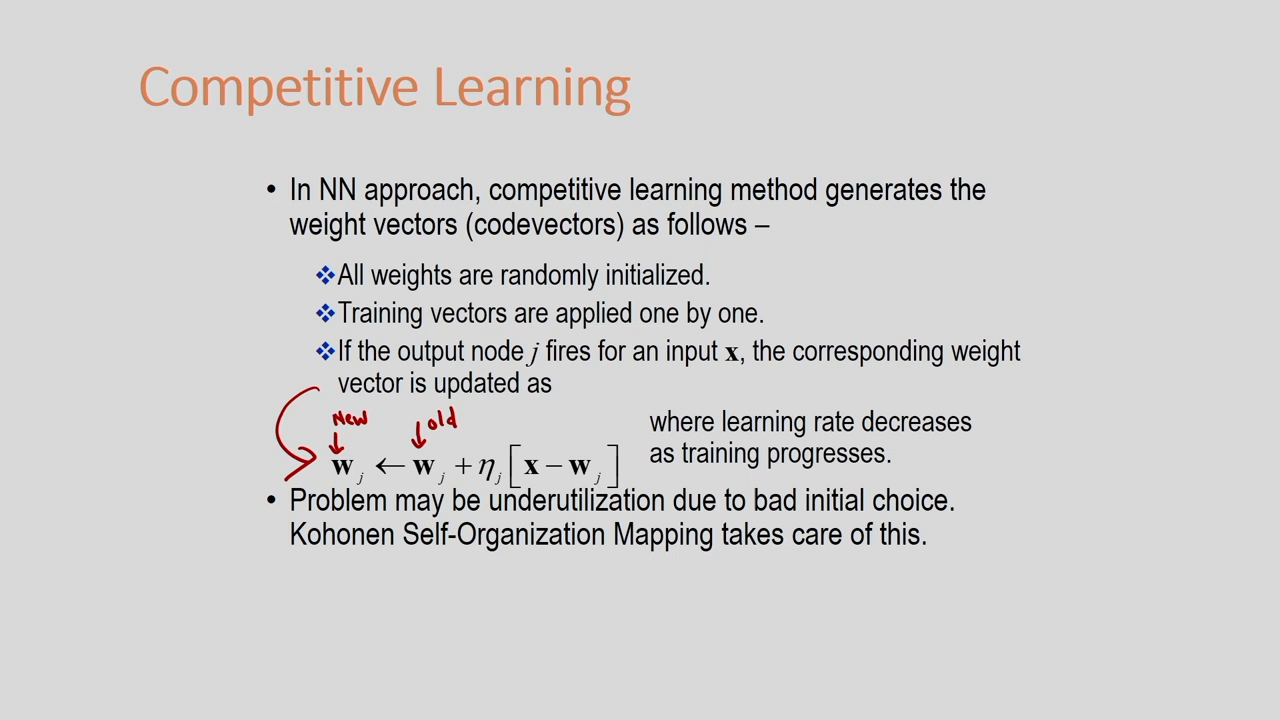 Competitive Learning
• In NN approach, competitive learning method generates the
weight vectors (codevectors) as follows –
❖All weights are randomly initialized.
❖Training vectors are applied one by one.
❖If the output node j fires for an input x, the corresponding weight
vector is updated as
New old
where learning rate decreases
as training progresses.
w_j ← w_j + η_j [x − w_j]
• Problem may be underutilization due to bad initial choice.
Kohonen Self-Organization Mapping takes care of this.